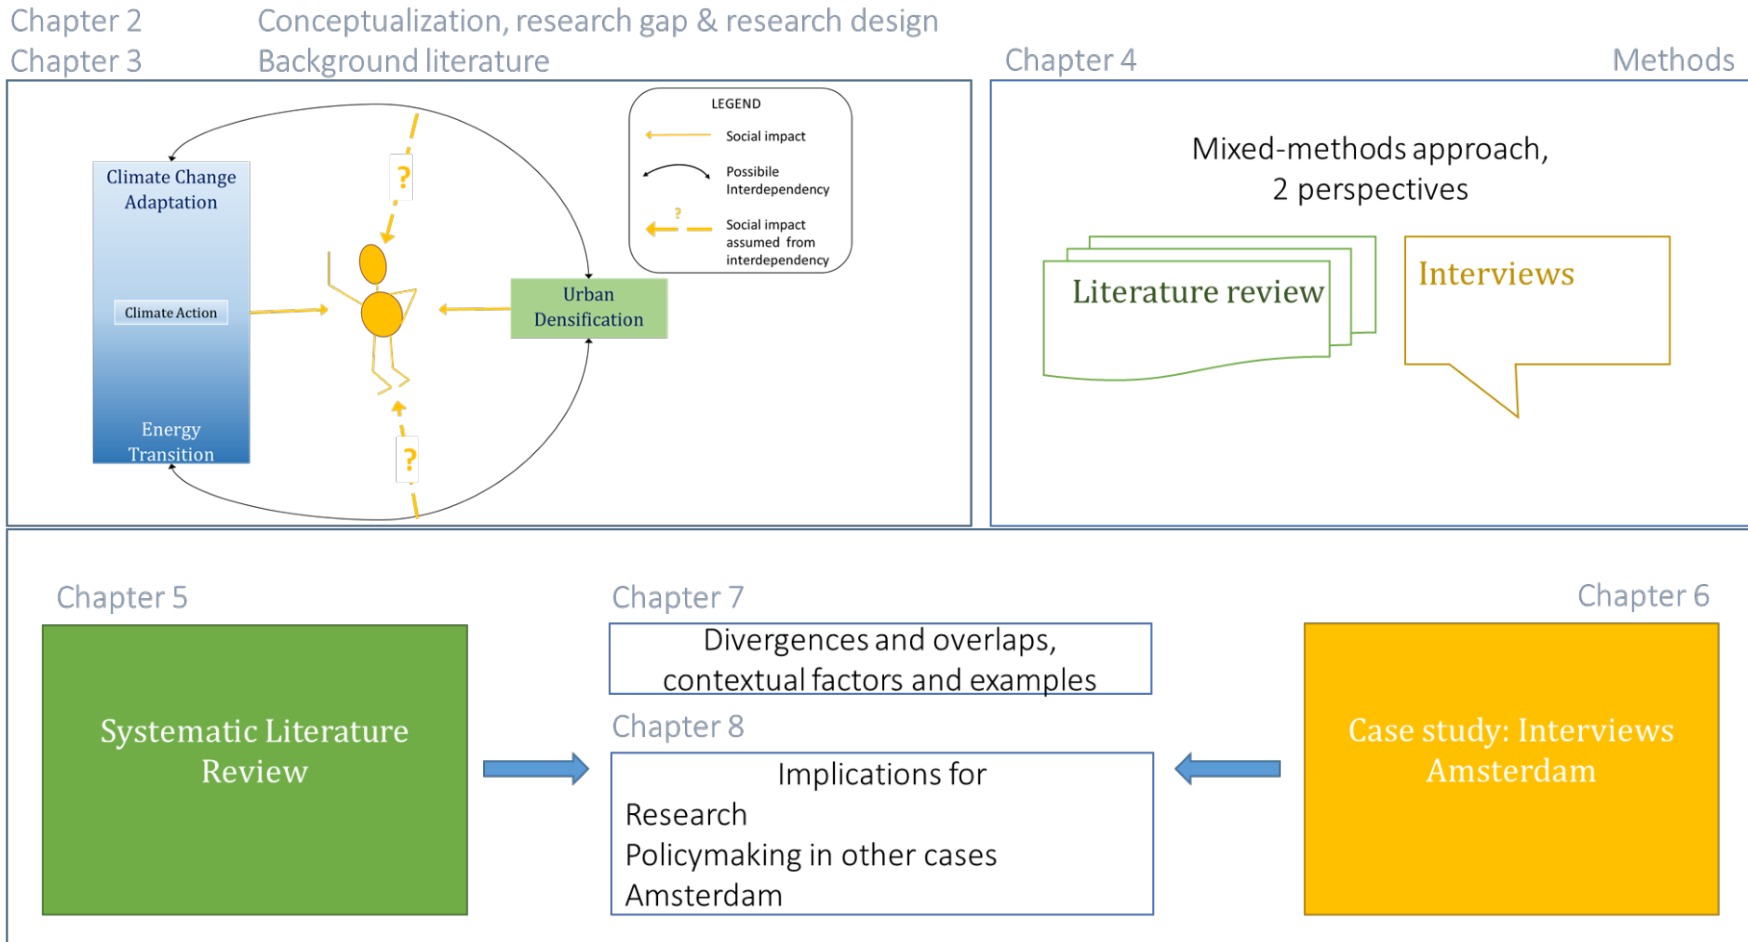 Chapter 2 Conceptualization, research gap & research design
Chapter 3 Background literature
LEGEND
Social impact
Possibile
Interdependency
?
Social impact
assumed from
interdependency
Climate Change
Adaptation
Climate Action
Energy
Transition
?
?
Urban
Densification
Chapter 4 Methods
Mixed-methods approach,
2 perspectives
Literature review
Interviews
Chapter 5
Systematic Literature
Review
Chapter 7
Divergences and overlaps,
contextual factors and examples
Chapter 8
Implications for
Research
Policymaking in other cases
Amsterdam
Chapter 6
Case study: Interviews
Amsterdam